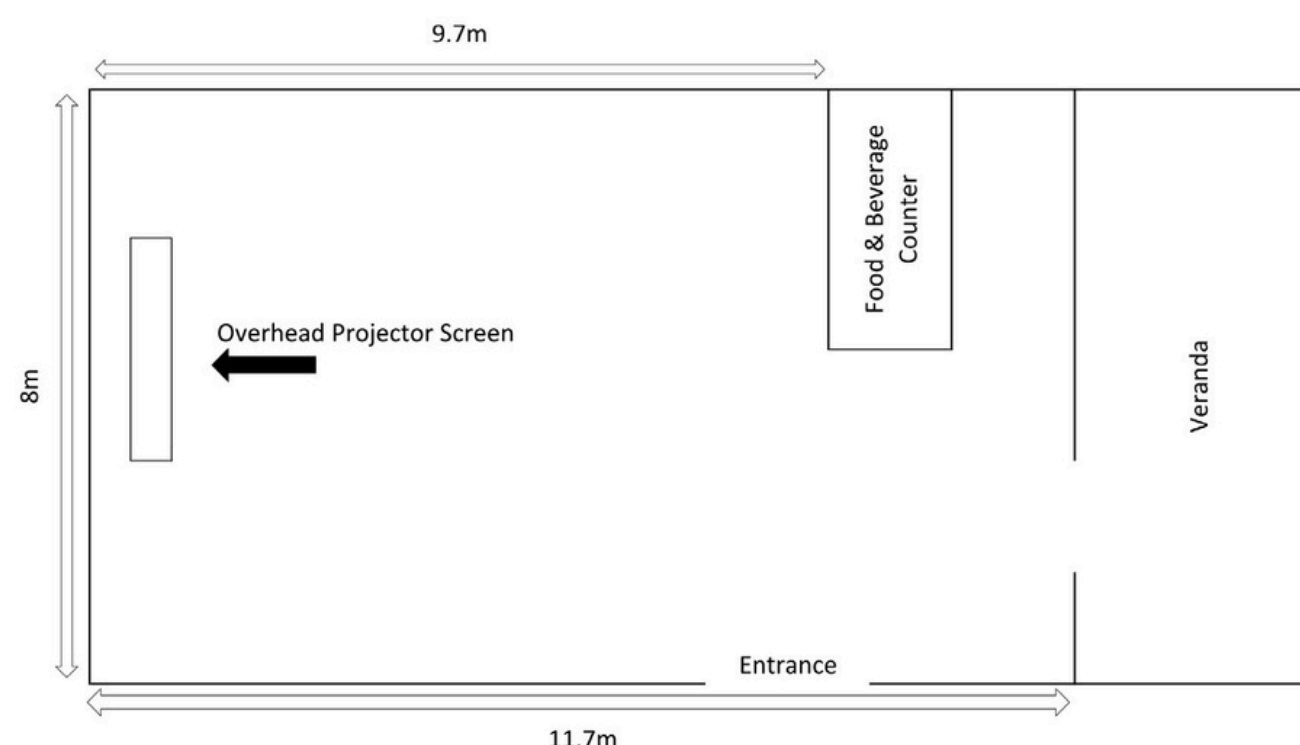 9.7m
Food & Beverage
Counter
Overhead Projector Screen
8m
Veranda
Entrance
11.7m